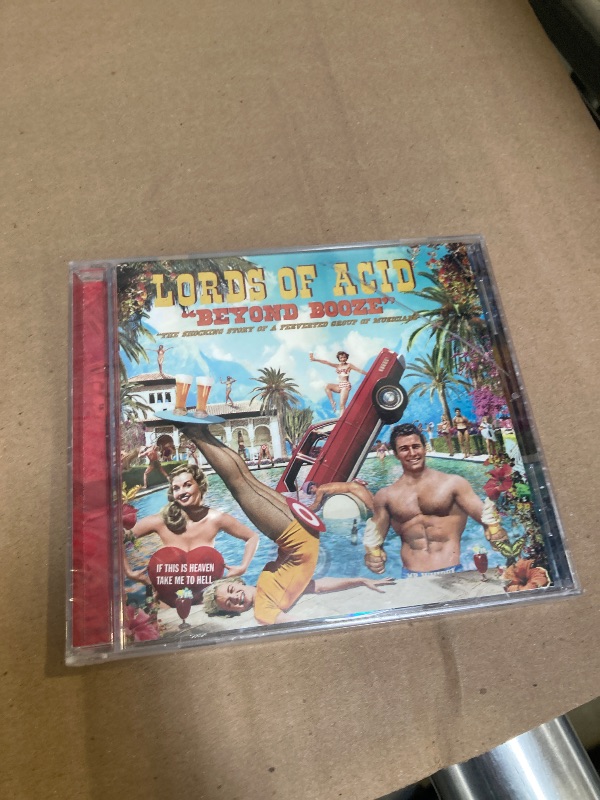 LORDS OF ACID
"BEYOND BOOZE"
"THE SHOCKING STORY OF A PERVERTED GROUP OF MUSICIANS"
IF THIS IS HEAVEN
TAKE ME TO HELL